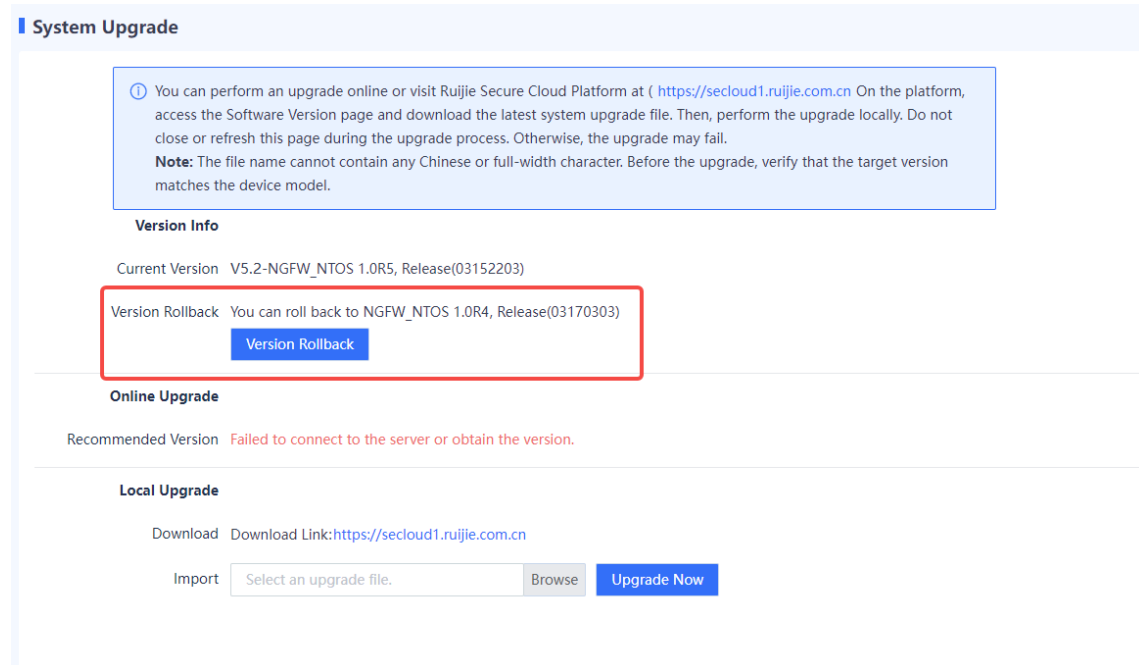 System Upgrade
You can perform an upgrade online or visit Ruijie Secure Cloud Platform at ( https://secloud1.ruijie.com.cn On the platform,
access the Software Version page and download the latest system upgrade file. Then, perform the upgrade locally. Do not
close or refresh this page during the upgrade process. Otherwise, the upgrade may fail.
Note: The file name cannot contain any Chinese or full-width character. Before the upgrade, verify that the target version
matches the device model.
Version Info
Current Version V5.2-NGFW_NTOS 1.0R5, Release(03152203)
Version Rollback You can roll back to NGFW_NTOS 1.0R4, Release(03170303)
Version Rollback
Online Upgrade
Recommended Version Failed to connect to the server or obtain the version.
Local Upgrade
Download Download Link:https://secloud1.ruijie.com.cn
Import Select an upgrade file. Browse Upgrade Now